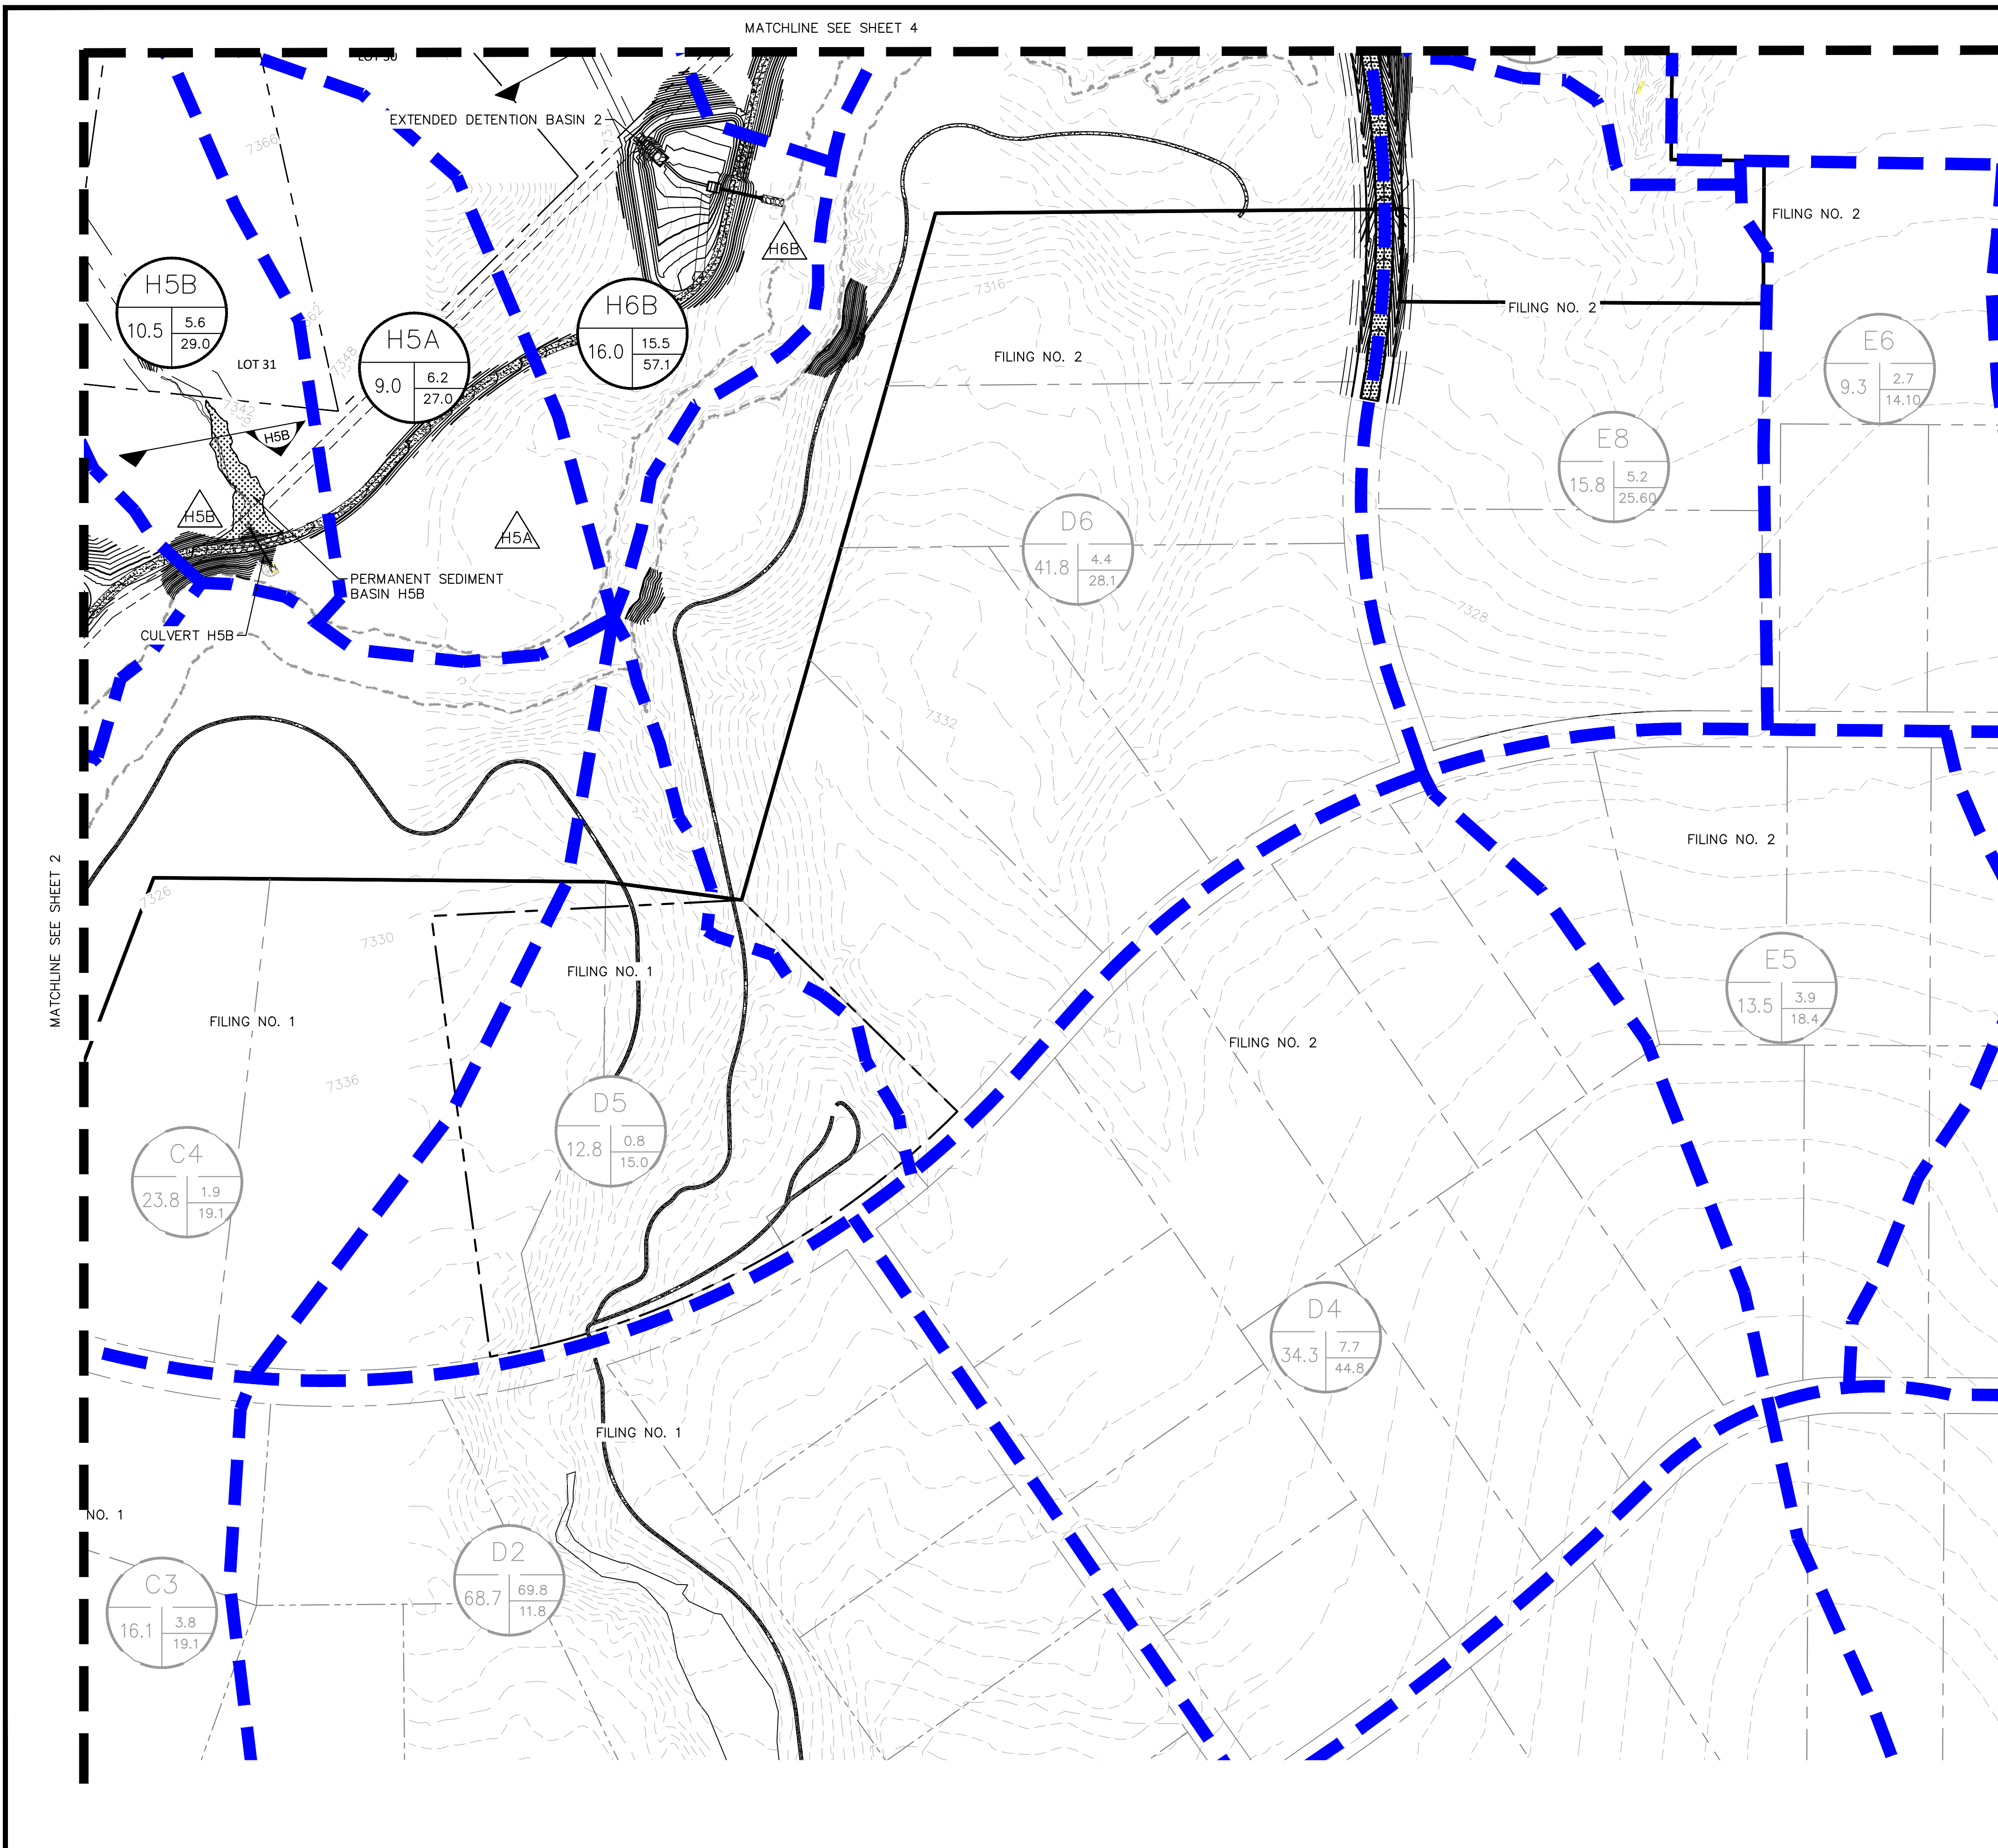 MATCHLINE SEE SHEET 4
LOT 30
EXTENDED DETENTION BASIN 2
7366
FILING NO. 2
H6B
H5B
10.5
5.6
29.0
7316
FILING NO. 2
H6B
16.0
15.5
57.1
H5A
9.0
6.2
27.0
LOT 31
7348
FILING NO. 2
E6
9.3
2.7
14.10
7342
H5B
E8
15.8
5.2
25.60
H5B
H5A
D6
41.8
4.4
28.1
PERMANENT SEDIMENT
BASIN H5B
CULVERT H5B
7328
7332
FILING NO. 2
MATCHLINE SEE SHEET 2
7326
7330
FILING NO. 1
FILING NO. 1
E5
13.5
3.9
18.4
FILING NO. 2
7336
D5
12.8
0.8
15.0
C4
23.8
1.9
19.1
D4
34.3
7.7
44.8
FILING NO. 1
NO. 1
D2
68.7
69.8
11.8
C3
16.1
3.8
19.1